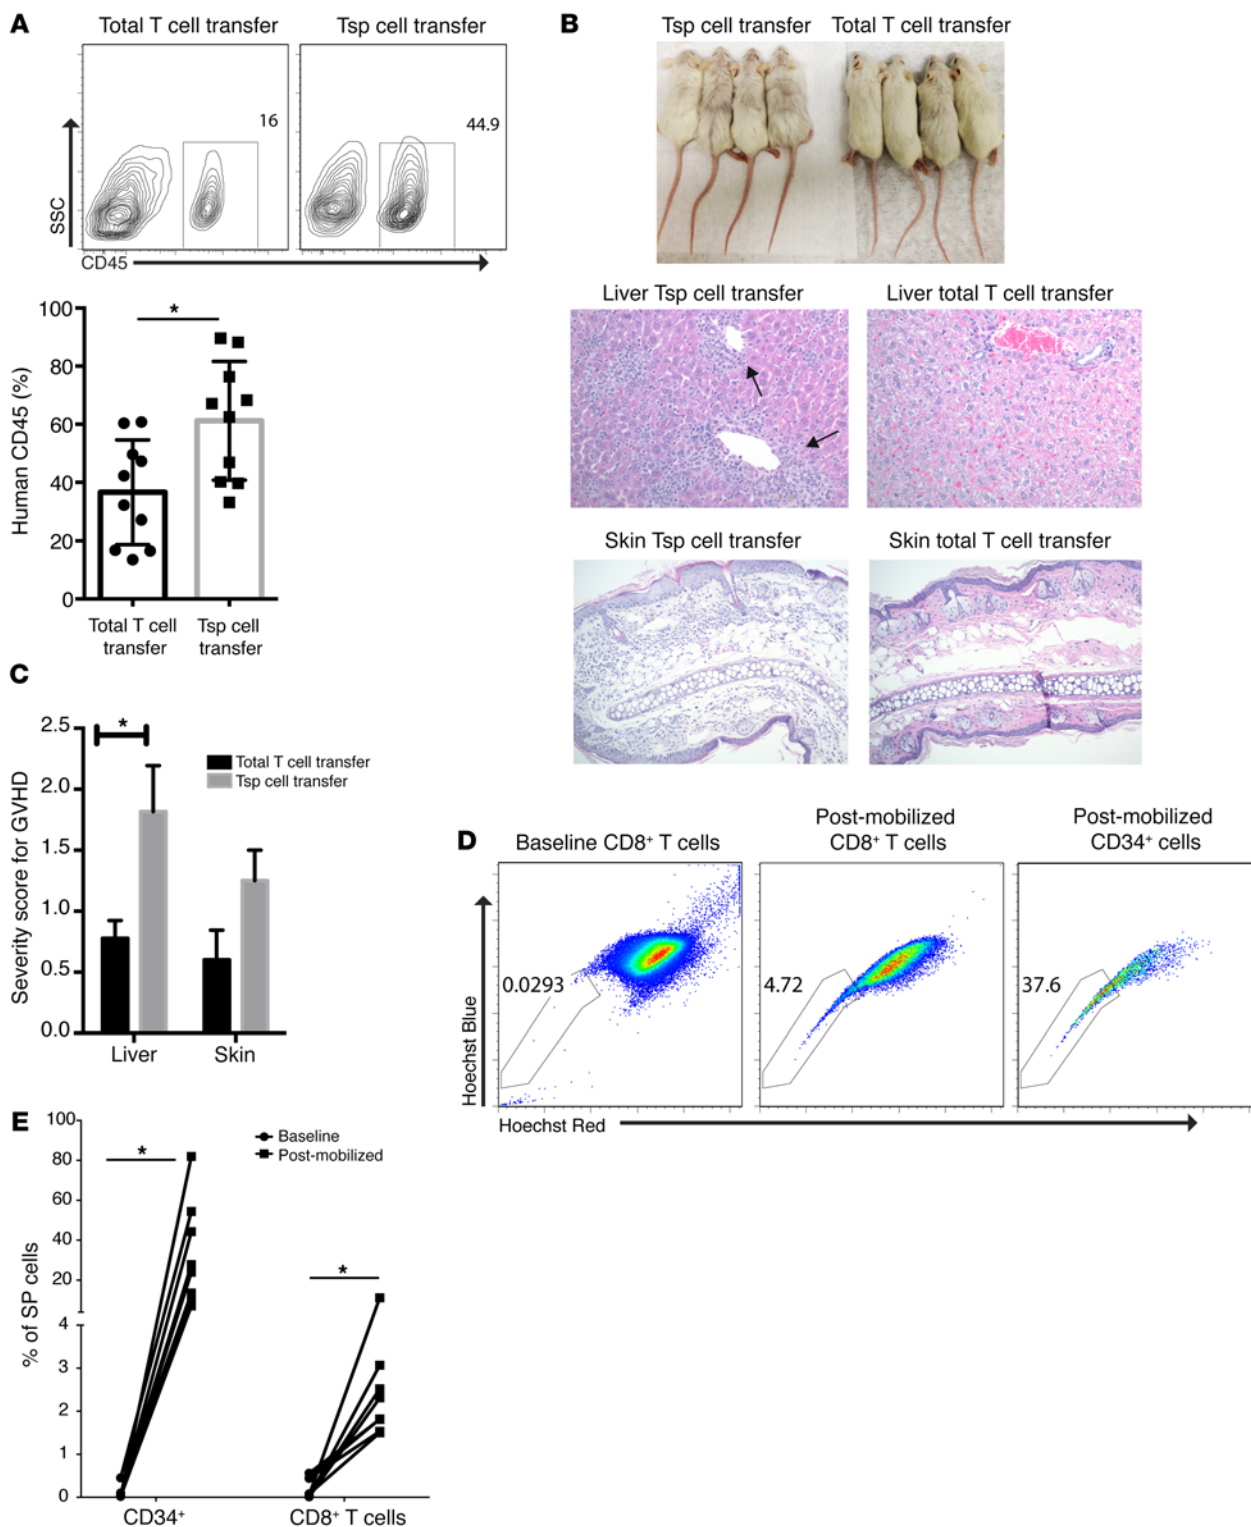 A
Total T cell transfer
Tsp cell transfer
16
44.9
SSC
CD45
100
80
60
40
20
0
Human CD45 (%)
*
Total T cell
transfer
Tsp cell
transfer
B
Tsp cell transfer
Total T cell transfer
Liver Tsp cell transfer
Liver total T cell transfer
Skin Tsp cell transfer
Skin total T cell transfer
C
2.5
2.0
1.5
1.0
0.5
0.0
Severity score for GVHD
*
Total T cell transfer
Tsp cell transfer
Liver
Skin
D
Baseline CD8⁺ T cells
Post-mobilized
CD8⁺ T cells
Post-mobilized
CD34⁺ cells
0.0293
4.72
37.6
Hoechst Blue
Hoechst Red
E
100
80
60
40
20
4
3
2
1
0
% of SP cells
*
*
Baseline
Post-mobilized
CD34⁺
CD8⁺ T cells